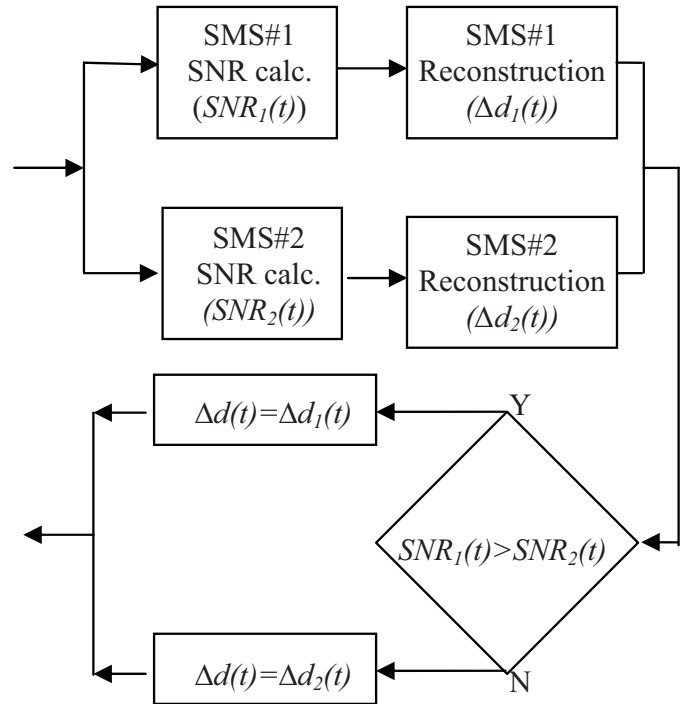 SMS#1
SNR calc.
(SNR₁(t))
SMS#1
Reconstruction
(Δd₁(t))
SMS#2
SNR calc.
(SNR₂(t))
SMS#2
Reconstruction
(Δd₂(t))
Δd(t)=Δd₁(t)
Y
SNR₁(t)>SNR₂(t)
Δd(t)=Δd₂(t)
N